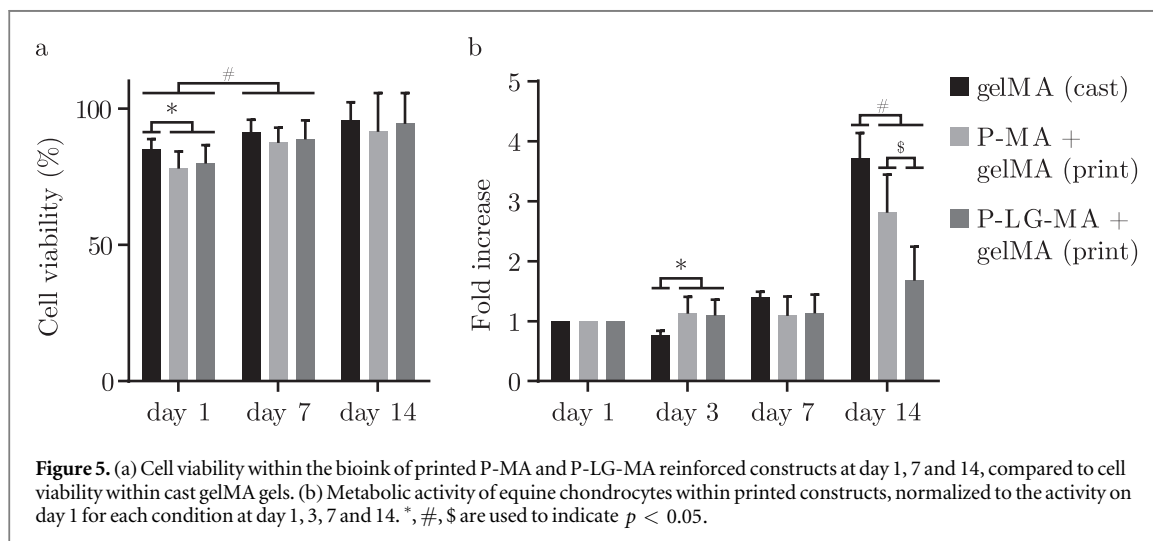 a
#
*
100
50
0
Cell viability (%)
day 1
day 7
day 14
b
5
4
3
2
1
0
Fold increase
*
#
$
day 1
day 3
day 7
day 14
gelMA (cast)
P-MA +
gelMA (print)
P-LG-MA +
gelMA (print)
Figure 5. (a) Cell viability within the bioink of printed P-MA and P-LG-MA reinforced constructs at day 1, 7 and 14, compared to cell
viability within cast gelMA gels. (b) Metabolic activity of equine chondrocytes within printed constructs, normalized to the activity on
day 1 for each condition at day 1, 3, 7 and 14. *, #, $ are used to indicate p < 0.05.